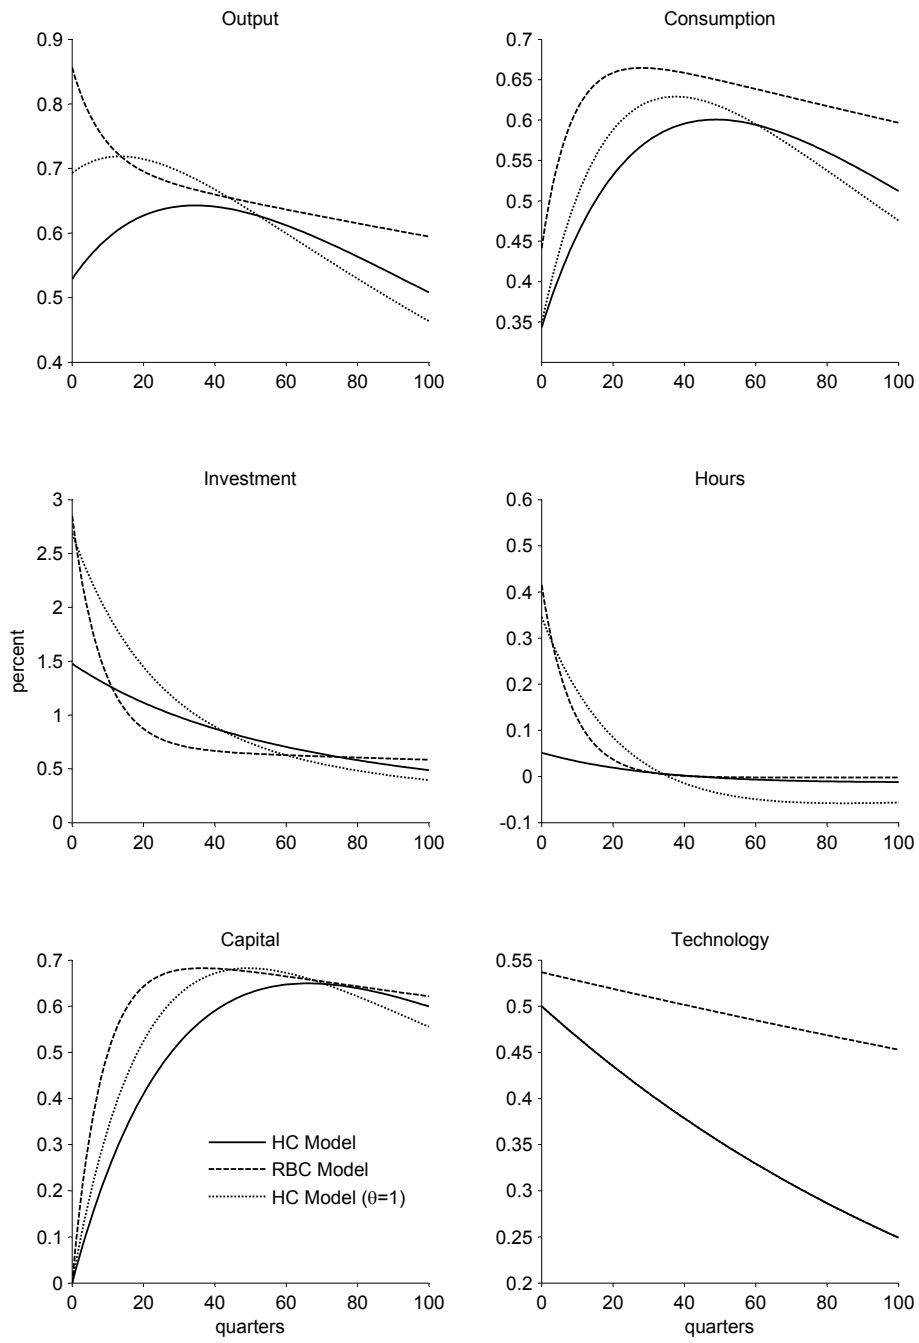 Output
0.9
0.8
0.7
0.6
0.5
0.4
0 20 40 60 80 100
Consumption
0.7
0.65
0.6
0.55
0.5
0.45
0.4
0.35
0 20 40 60 80 100
Investment
3
2.5
2
1.5
1
0.5
0
percent
0 20 40 60 80 100
Hours
0.6
0.5
0.4
0.3
0.2
0.1
0
-0.1
0 20 40 60 80 100
Capital
0.7
0.6
0.5
0.4
0.3
0.2
0.1
0
HC Model
RBC Model
HC Model (θ=1)
0 20 40 60 80 100
quarters
Technology
0.55
0.5
0.45
0.4
0.35
0.3
0.25
0.2
0 20 40 60 80 100
quarters